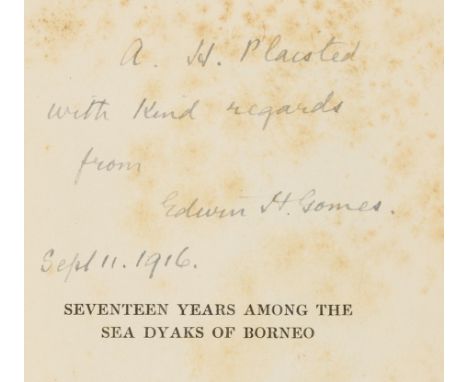 A. H. Plaisted
with kind regards
from
Edwin H. Gomes.
Sept 11. 1916.
SEVENTEEN YEARS AMONG THE
SEA DYAKS OF BORNEO